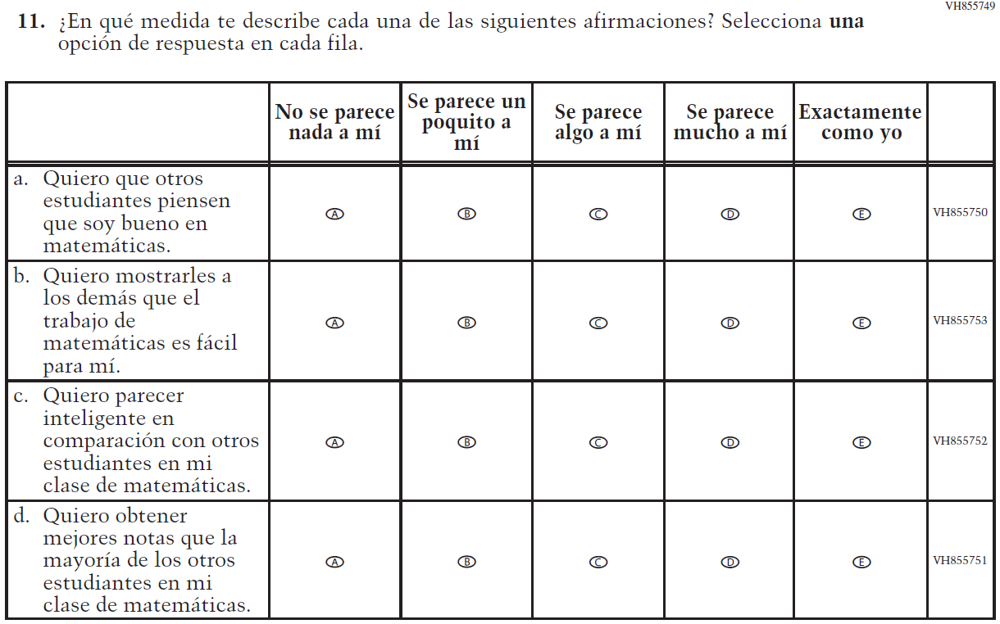 VH855749
11. ¿En qué medida te describe cada una de las siguientes afirmaciones? Selecciona una
opción de respuesta en cada fila.
No se parece
nada a mí
Se parece un
poquito a
mí
Se parece
algo a mí
Se parece
mucho a mí
Exactamente
como yo
a. Quiero que otros
estudiantes piensen
que soy bueno en
matemáticas.
A B C D E VH855750
b. Quiero mostrarles a
los demás que el
trabajo de
matemáticas es fácil
para mí.
A B C D E VH855753
c. Quiero parecer
inteligente en
comparación con otros
estudiantes en mi
clase de matemáticas.
A B C D E VH855752
d. Quiero obtener
mejores notas que la
mayoría de los otros
estudiantes en mi
clase de matemáticas.
A B C D E VH855751